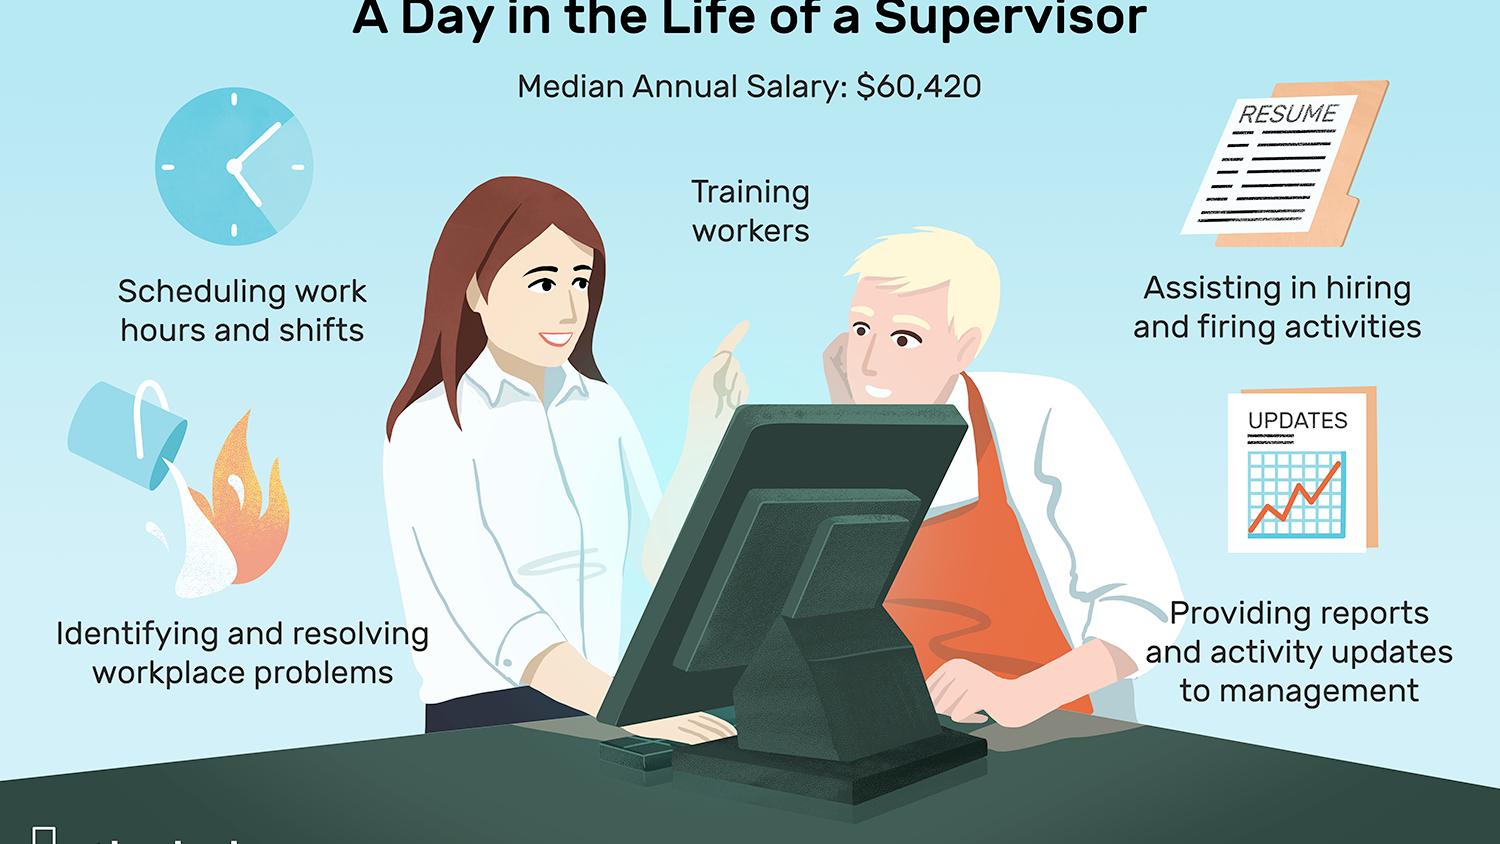 A Day in the Life of a Supervisor
Median Annual Salary: $60,420
Training
workers
Scheduling work
hours and shifts
Identifying and resolving
workplace problems
RESUME
Assisting in hiring
and firing activities
UPDATES
Providing reports
and activity updates
to management